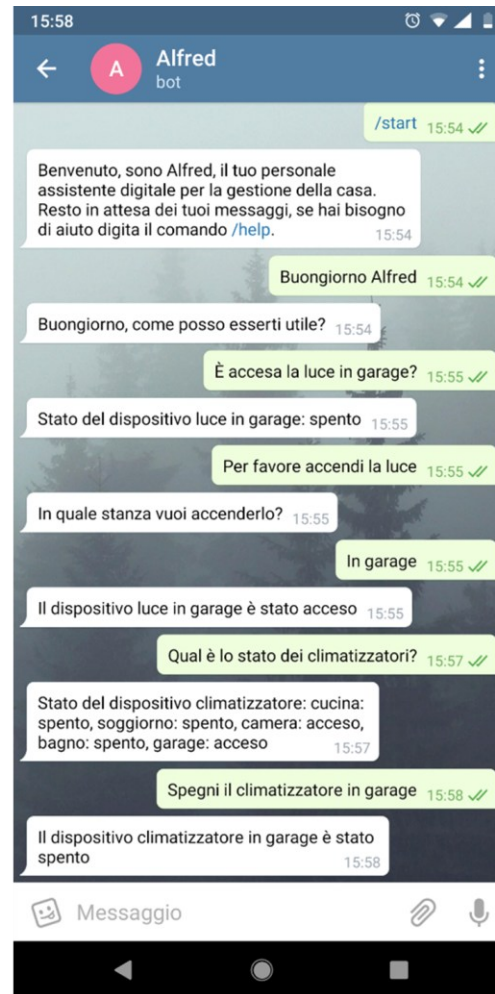 15:58
A
Alfred
bot
/start 15:54
Benvenuto, sono Alfred, il tuo personale
assistente digitale per la gestione della casa.
Resto in attesa dei tuoi messaggi, se hai bisogno
di aiuto digita il comando /help. 15:54
Buongiorno Alfred 15:54
Buongiorno, come posso esserti utile? 15:54
È accesa la luce in garage? 15:55
Stato del dispositivo luce in garage: spento 15:55
Per favore accendi la luce 15:55
In quale stanza vuoi accenderlo? 15:55
In garage 15:55
Il dispositivo luce in garage è stato acceso 15:55
Qual è lo stato dei climatizzatori? 15:57
Stato del dispositivo climatizzatore: cucina:
spento, soggiorno: spento, camera: acceso,
bagno: spento, garage: acceso 15:57
Spegni il climatizzatore in garage 15:58
Il dispositivo climatizzatore in garage è stato
spento 15:58
Messaggio